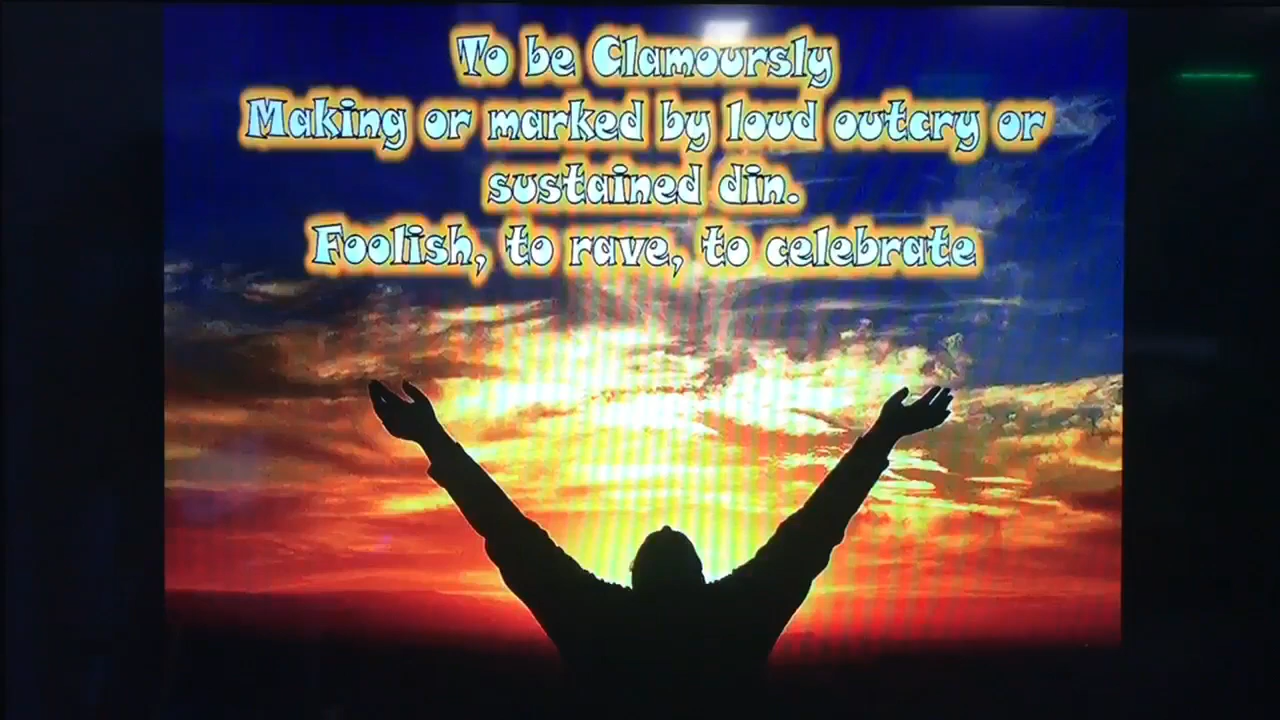 To be Clamoursly
Making or marked by loud outcry or
sustained din.
Foolish, to rave, to celebrate